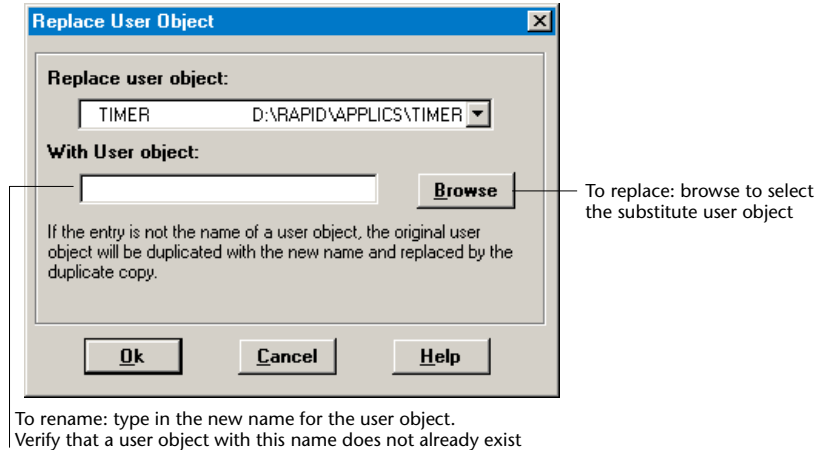 Replace User Object
Replace user object:
TIMER D:\RAPID\APPLICS\TIMER
With User object:
Browse
To replace: browse to select
the substitute user object
If the entry is not the name of a user object, the original user
object will be duplicated with the new name and replaced by the
duplicate copy.
Ok Cancel Help
To rename: type in the new name for the user object.
Verify that a user object with this name does not already exist